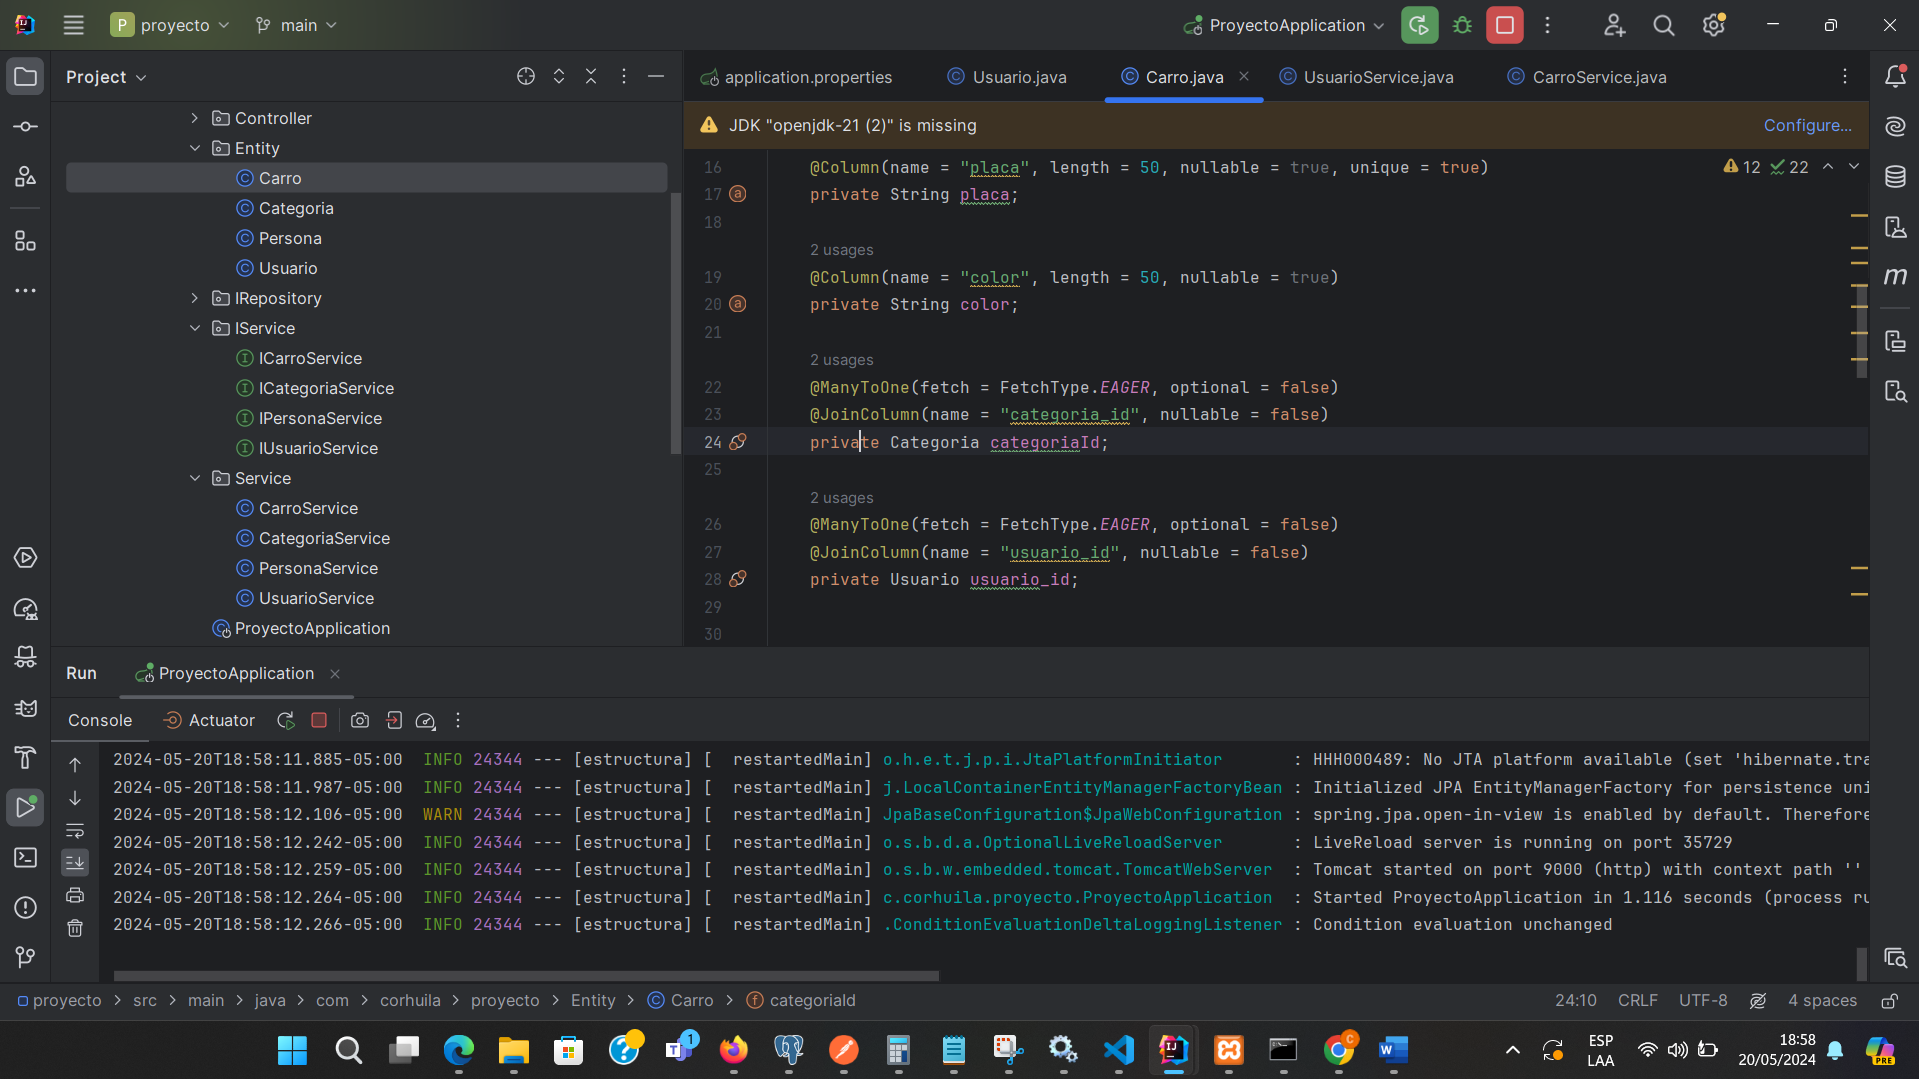 P proyecto
main
ProyectoApplication
Project
Controller
Entity
Carro
Categoria
Persona
Usuario
IRepository
IService
ICarroService
ICategoriaService
IPersonaService
IUsuarioService
Service
CarroService
CategoriaService
PersonaService
UsuarioService
ProyectoApplication
application.properties
Usuario.java
Carro.java
UsuarioService.java
CarroService.java
JDK "openjdk-21 (2)" is missing
Configure...
12 22
16 @Column(name = "placa", length = 50, nullable = true, unique = true)
17 private String placa;
18
2 usages
19 @Column(name = "color", length = 50, nullable = true)
20 private String color;
21
2 usages
22 @ManyToOne(fetch = FetchType.EAGER, optional = false)
23 @JoinColumn(name = "categoria_id", nullable = false)
24 private Categoria categoriaId;
25
2 usages
26 @ManyToOne(fetch = FetchType.EAGER, optional = false)
27 @JoinColumn(name = "usuario_id", nullable = false)
28 private Usuario usuario_id;
29
30
Run
ProyectoApplication
Console
Actuator
2024-05-20T18:58:11.885-05:00 INFO 24344 --- [estructura] [ restartedMain] o.h.e.t.j.p.i.JtaPlatformInitiator : HHH000489: No JTA platform available (set 'hibernate.tra
2024-05-20T18:58:11.987-05:00 INFO 24344 --- [estructura] [ restartedMain] j.LocalContainerEntityManagerFactoryBean : Initialized JPA EntityManagerFactory for persistence uni
2024-05-20T18:58:12.106-05:00 WARN 24344 --- [estructura] [ restartedMain] JpaBaseConfiguration$JpaWebConfiguration : spring.jpa.open-in-view is enabled by default. Therefore
2024-05-20T18:58:12.242-05:00 INFO 24344 --- [estructura] [ restartedMain] o.s.b.d.a.OptionalLiveReloadServer : LiveReload server is running on port 35729
2024-05-20T18:58:12.259-05:00 INFO 24344 --- [estructura] [ restartedMain] o.s.b.w.embedded.tomcat.TomcatWebServer : Tomcat started on port 9000 (http) with context path ''
2024-05-20T18:58:12.264-05:00 INFO 24344 --- [estructura] [ restartedMain] c.corhuila.proyecto.ProyectoApplication : Started ProyectoApplication in 1.116 seconds (process ru
2024-05-20T18:58:12.266-05:00 INFO 24344 --- [estructura] [ restartedMain] .ConditionEvaluationDeltaLoggingListener : Condition evaluation unchanged
proyecto > src > main > java > com > corhuila > proyecto > Entity > Carro > categoriaId
24:10 CRLF UTF-8 4 spaces
ESP
LAA
18:58
20/05/2024